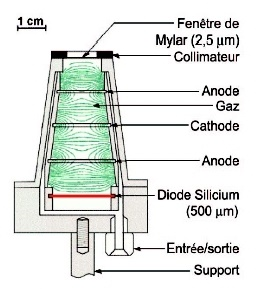 1 cm
Fenêtre de
Mylar (2,5 µm)
Collimateur
Anode
Gaz
Cathode
Anode
Diode Silicium
(500 µm)
Entrée/sortie
Support